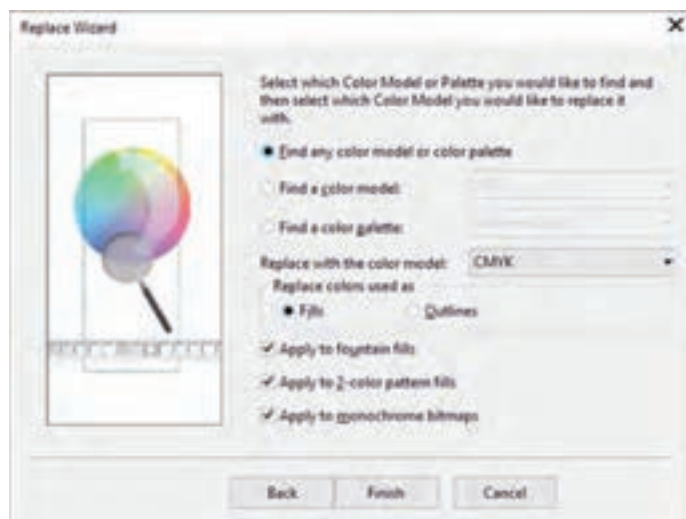 Replace Wizard
Select which Color Model or Palette you would like to find and
then select which Color Model you would like to replace it
with.
Find any color model or color palette
Find a color model:
Find a color palette:
Replace with the color model: CMYK
Replace colors used as
Fills Outlines
Apply to fountain fills
Apply to 2-color pattern fills
Apply to monochrome bitmaps
Back Finish Cancel